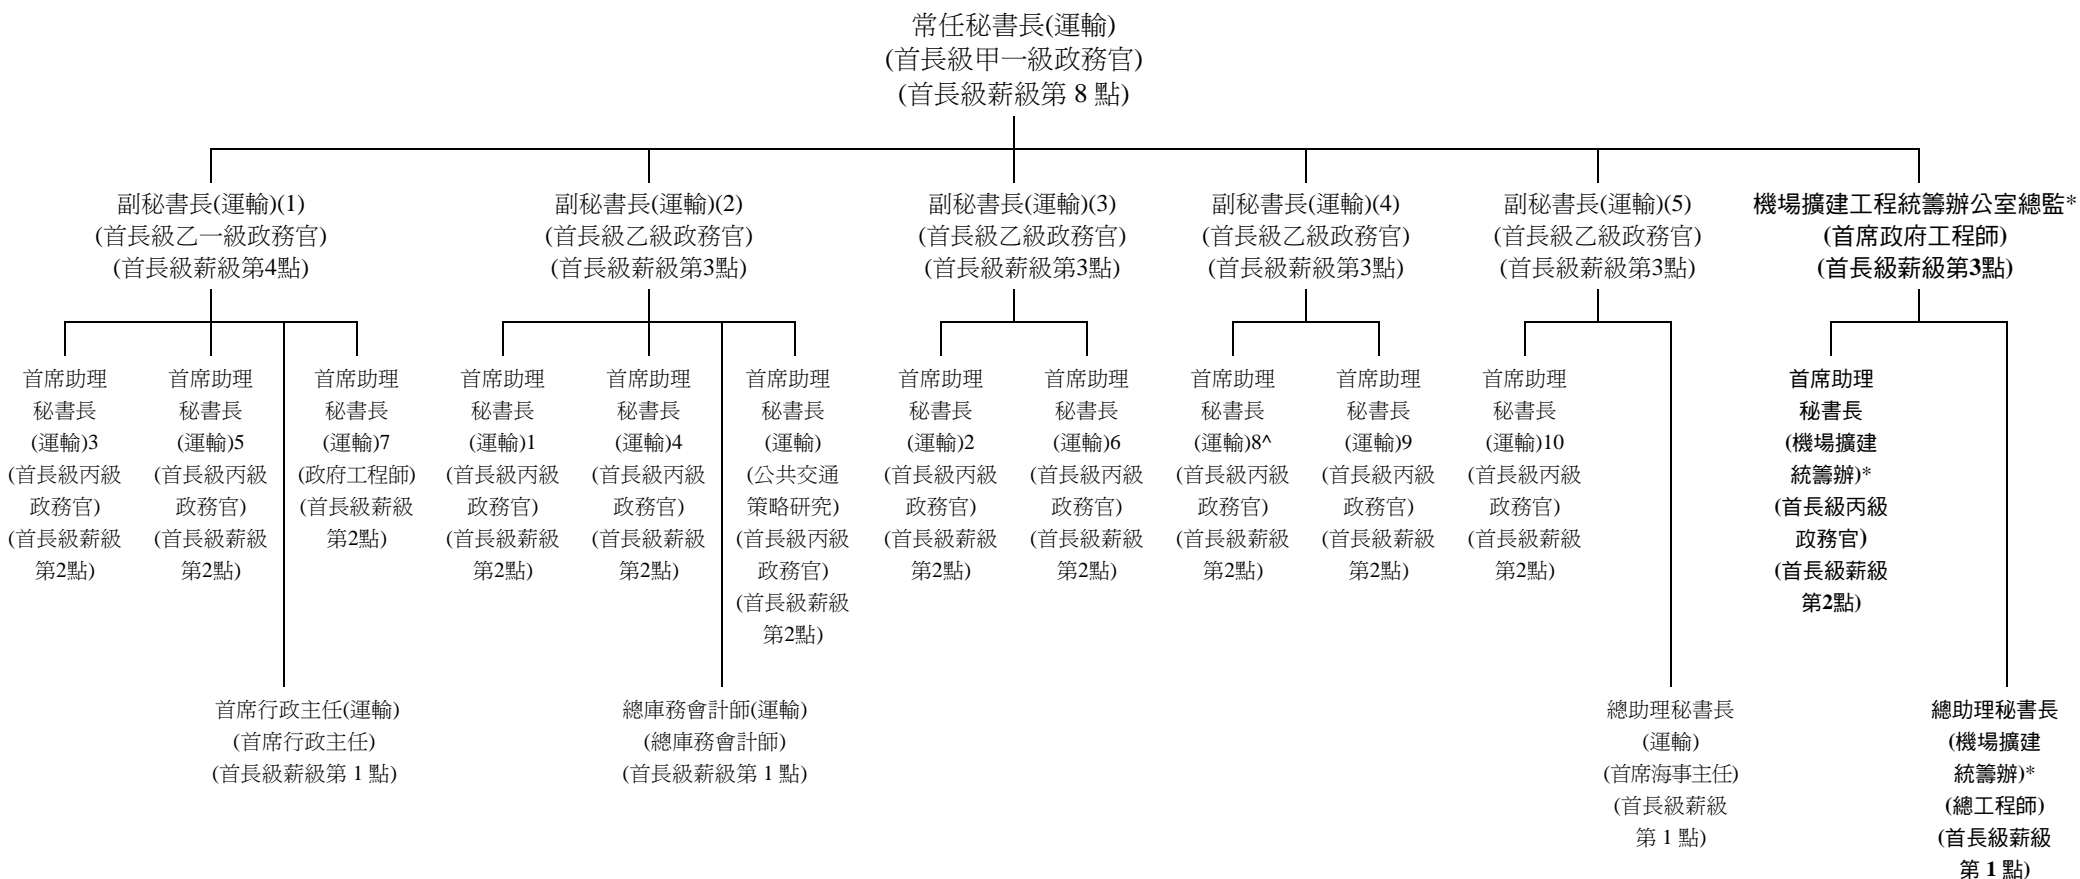 常任秘書長(運輸)
(首長級甲一級政務官)
(首長級薪級第 8 點)
副秘書長(運輸)(1)
(首長級乙一級政務官)
(首長級薪級第4點)
副秘書長(運輸)(2)
(首長級乙級政務官)
(首長級薪級第3點)
副秘書長(運輸)(3)
(首長級乙級政務官)
(首長級薪級第3點)
副秘書長(運輸)(4)
(首長級乙級政務官)
(首長級薪級第3點)
副秘書長(運輸)(5)
(首長級乙級政務官)
(首長級薪級第3點)
機場擴建工程統籌辦公室總監*
(首席政府工程師)
(首長級薪級第3點)
首席助理
秘書長
(運輸)3
(首長級丙級
政務官)
(首長級薪級
第2點)
首席助理
秘書長
(運輸)5
(首長級丙級
政務官)
(首長級薪級
第2點)
首席助理
秘書長
(運輸)7
(政府工程師)
(首長級薪級
第2點)
首席助理
秘書長
(運輸)1
(首長級丙級
政務官)
(首長級薪級
第2點)
首席助理
秘書長
(運輸)4
(首長級丙級
政務官)
(首長級薪級
第2點)
首席助理
秘書長
(運輸)
(公共交通
策略研究)
(首長級丙級
政務官)
(首長級薪級
第2點)
首席助理
秘書長
(運輸)2
(首長級丙級
政務官)
(首長級薪級
第2點)
首席助理
秘書長
(運輸)6
(首長級丙級
政務官)
(首長級薪級
第2點)
首席助理
秘書長
(運輸)8^
(首長級丙級
政務官)
(首長級薪級
第2點)
首席助理
秘書長
(運輸)9
(首長級丙級
政務官)
(首長級薪級
第2點)
首席助理
秘書長
(運輸)10
(首長級丙級
政務官)
(首長級薪級
第2點)
首席助理
秘書長
(機場擴建
統籌辦)*
(首長級丙級
政務官)
(首長級薪級
第2點)
首席行政主任(運輸)
(首席行政主任)
(首長級薪級第 1 點)
總庫務會計師(運輸)
(總庫務會計師)
(首長級薪級第 1 點)
總助理秘書長
(運輸)
(首席海事主任)
(首長級薪級
第 1 點)
總助理秘書長
(機場擴建
統籌辦)*
(總工程師)
(首長級薪級
第 1 點)